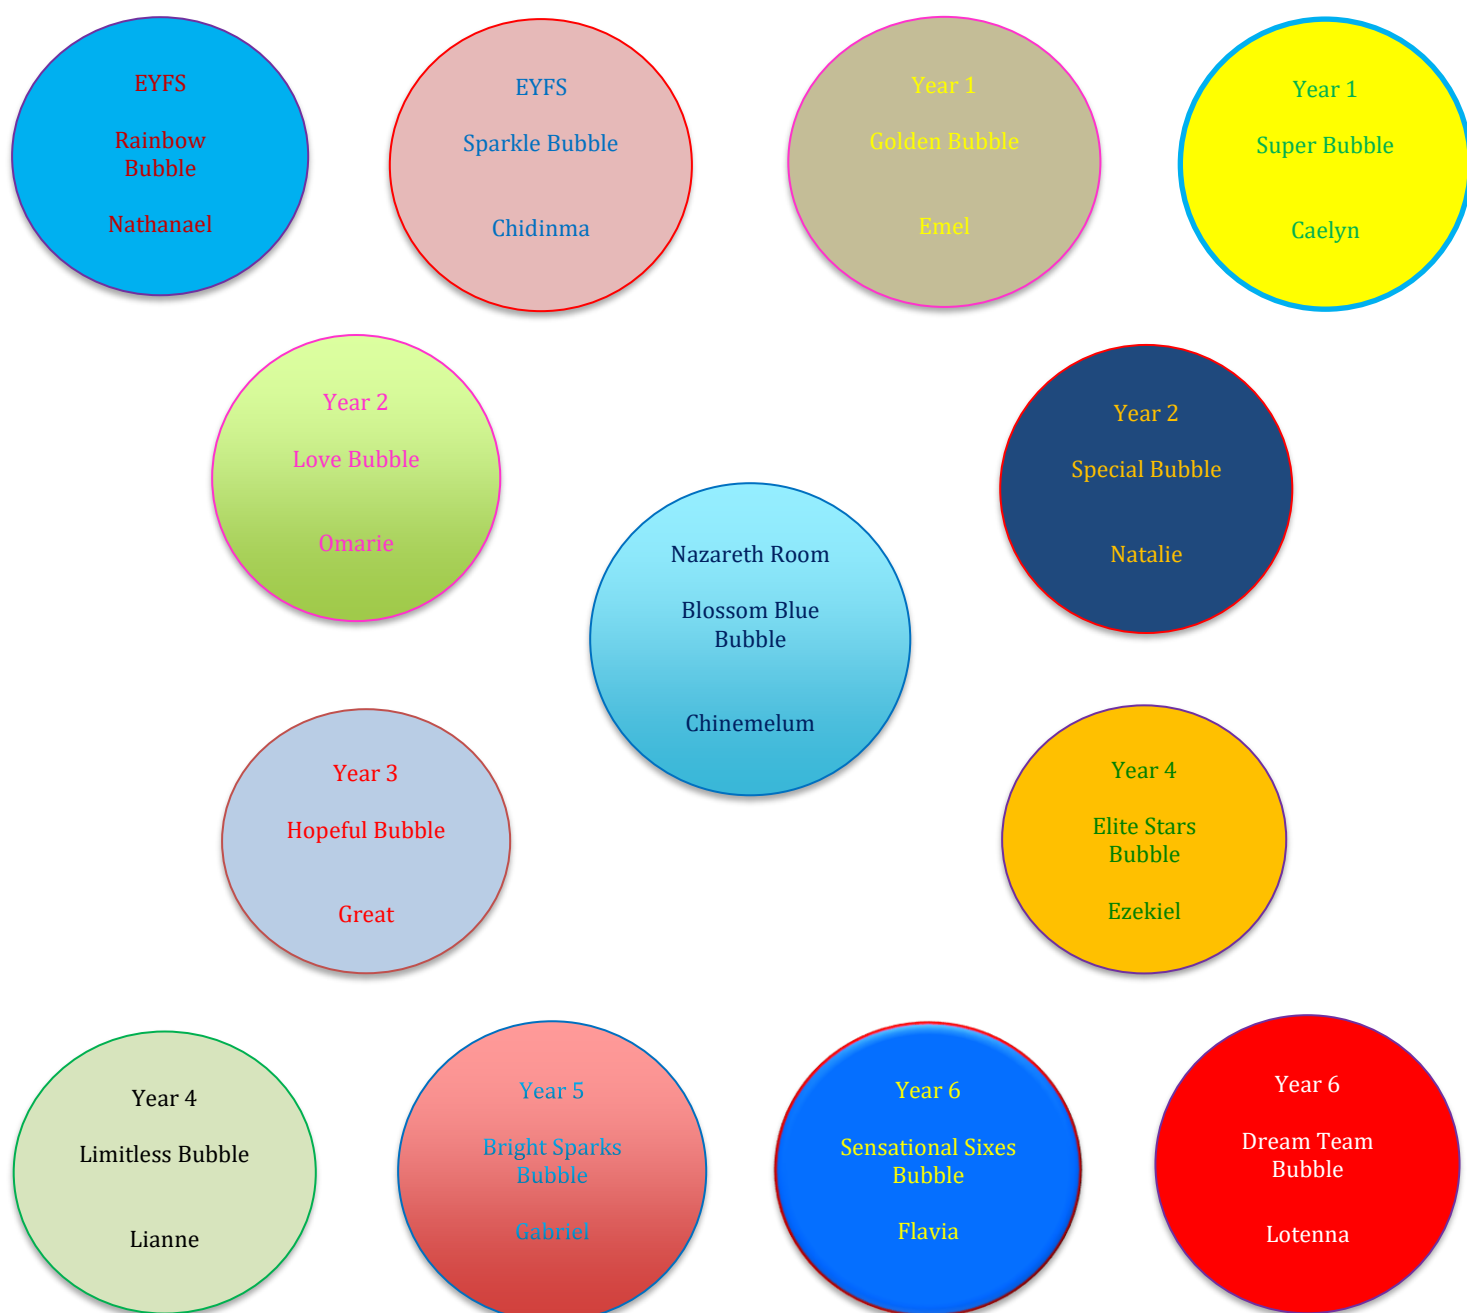 EYFS
Rainbow
Bubble
Nathanael
EYFS
Sparkle Bubble
Chidinma
Year 1
Golden Bubble
Emel
Year 1
Super Bubble
Caelyn
Year 2
Love Bubble
Omarie
Year 2
Special Bubble
Natalie
Nazareth Room
Blossom Blue
Bubble
Chinemelum
Year 3
Hopeful Bubble
Great
Year 4
Elite Stars
Bubble
Ezekiel
Year 4
Limitless Bubble
Lianne
Year 5
Bright Sparks
Bubble
Gabriel
Year 6
Sensational Sixes
Bubble
Flavia
Year 6
Dream Team
Bubble
Lotenna